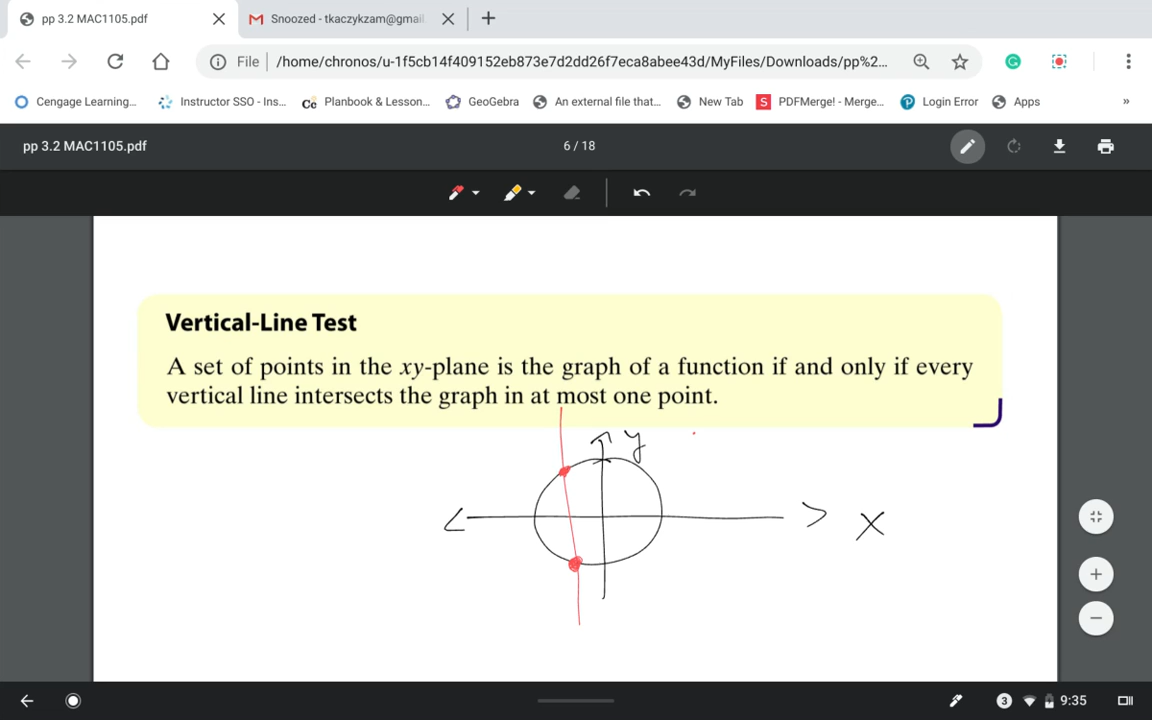 pp 3.2 MAC1105.pdf
Snoozed - tkaczykzam@gmail
File /home/chronos/u-1f5cb14f409152eb873e7d2dd26f7eca8abee43d/MyFiles/Downloads/pp%2...
Cengage Learning... Instructor SSO - Ins... Cc Planbook & Lesson... GeoGebra An external file that... New Tab S PDFMerge! - Merge... Login Error Apps »
pp 3.2 MAC1105.pdf 6 / 18
Vertical-Line Test
A set of points in the xy-plane is the graph of a function if and only if every
vertical line intersects the graph in at most one point.
y
x
3 9:35